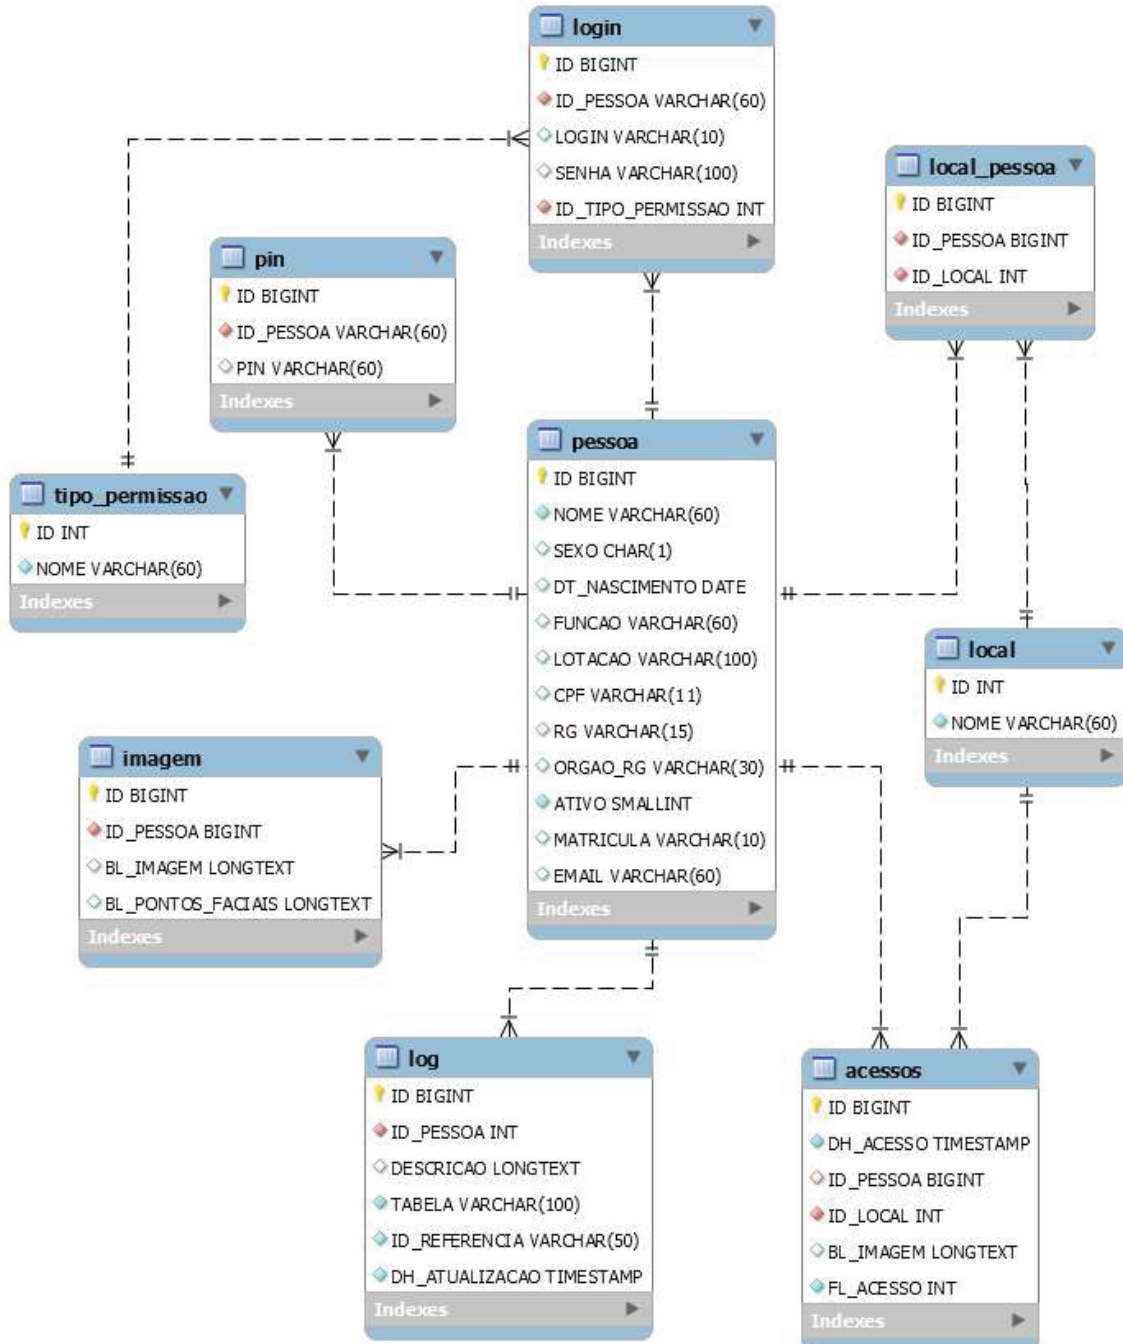 login
ID BIGINT
ID_PESSOA VARCHAR(60)
LOGIN VARCHAR(10)
SENHA VARCHAR(100)
ID_TIPO_PERMISSAO INT
Indexes
local_pessoa
ID BIGINT
ID_PESSOA BIGINT
ID_LOCAL INT
Indexes
pin
ID BIGINT
ID_PESSOA VARCHAR(60)
PIN VARCHAR(60)
Indexes
tipo_permissao
ID INT
NOME VARCHAR(60)
Indexes
pessoa
ID BIGINT
NOME VARCHAR(60)
SEXO CHAR(1)
DT_NASCIMENTO DATE
FUNCAO VARCHAR(60)
LOTACAO VARCHAR(100)
CPF VARCHAR(11)
RG VARCHAR(15)
ORGAO_RG VARCHAR(30)
ATIVO SMALLINT
MATRICULA VARCHAR(10)
EMAIL VARCHAR(60)
Indexes
local
ID INT
NOME VARCHAR(60)
Indexes
imagem
ID BIGINT
ID_PESSOA BIGINT
BL_IMAGEM LONGTEXT
BL_PONTOS_FACIAIS LONGTEXT
Indexes
log
ID BIGINT
ID_PESSOA INT
DESCRICAO LONGTEXT
TABELA VARCHAR(100)
ID_REFERENCIA VARCHAR(50)
DH_ATUALIZACAO TIMESTAMP
Indexes
acessos
ID BIGINT
DH_ACESSO TIMESTAMP
ID_PESSOA BIGINT
ID_LOCAL INT
BL_IMAGEM LONGTEXT
FL_ACESSO INT
Indexes